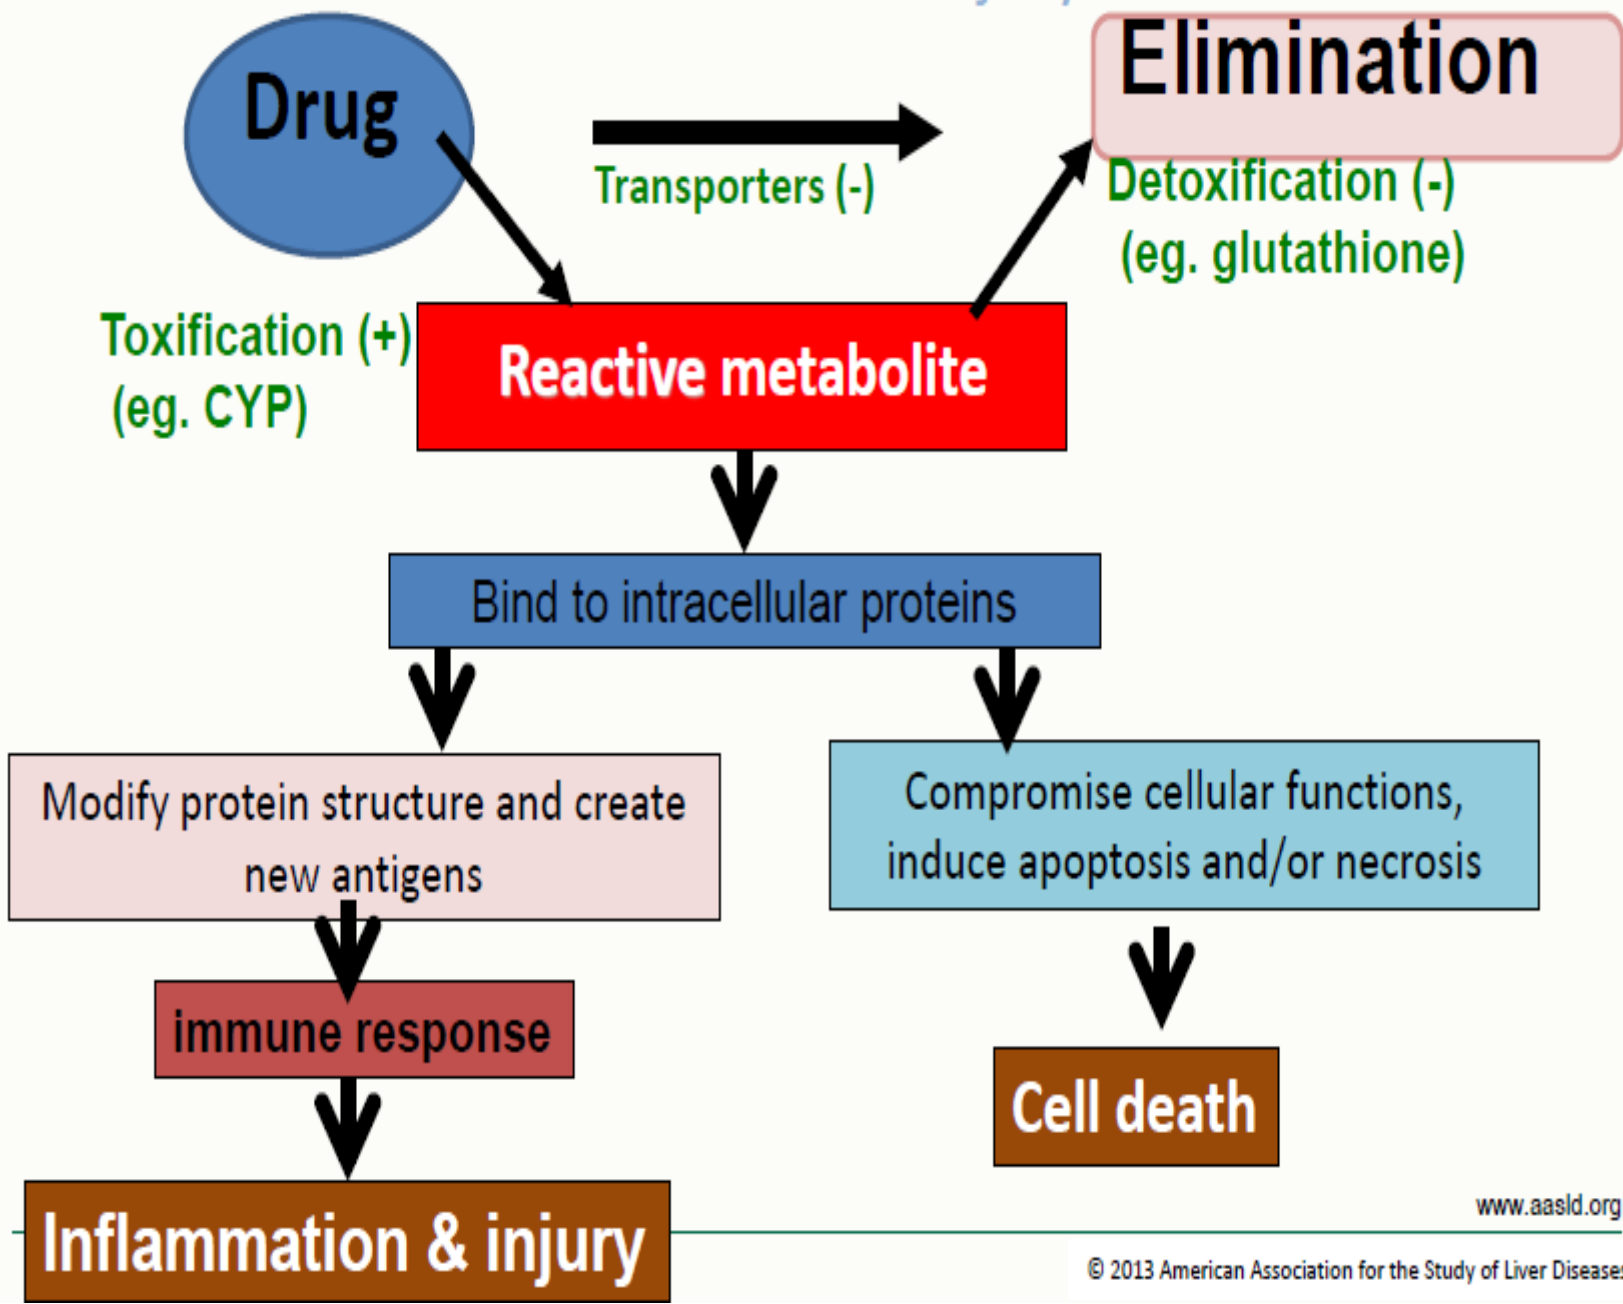 Drug
Elimination
Transporters (-)
Detoxification (-)
(eg. glutathione)
Toxification (+)
(eg. CYP)
Reactive metabolite
Bind to intracellular proteins
Modify protein structure and create
new antigens
Compromise cellular functions,
induce apoptosis and/or necrosis
immune response
Cell death
Inflammation & injury
www.aasld.org
© 2013 American Association for the Study of Liver Diseases